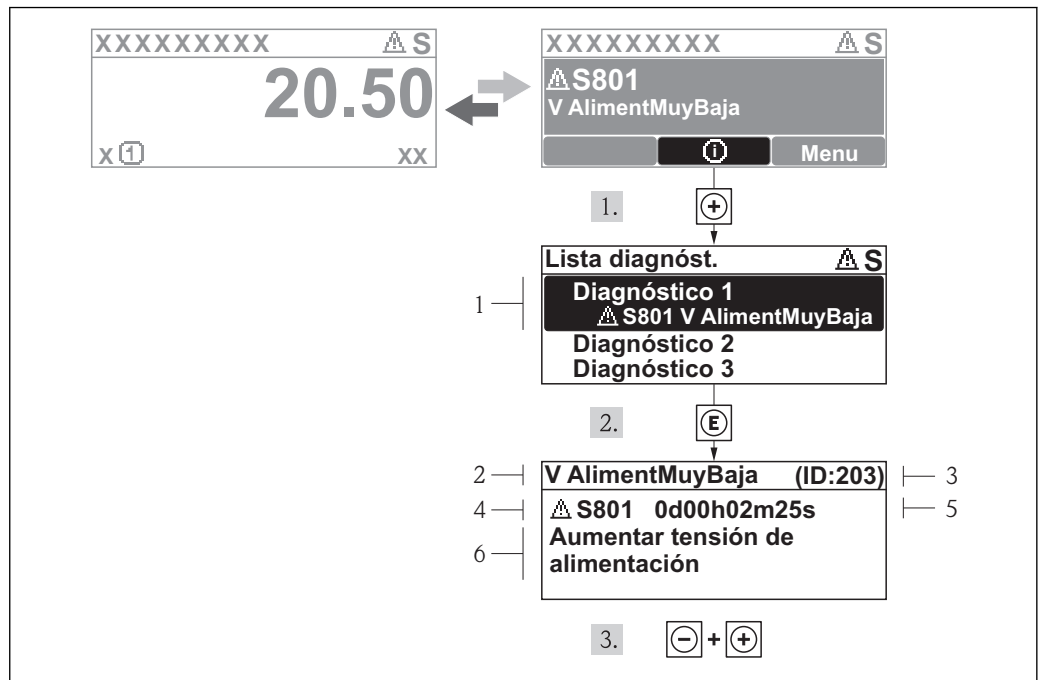 XXXXXXXXX ⚠ S
20.50
x ① xx
XXXXXXXXX ⚠ S
⚠ S801
V AlimentMuyBaja
ⓘ Menu
1. +
Lista diagnóst. ⚠ S
1
Diagnóstico 1
⚠ S801 V AlimentMuyBaja
Diagnóstico 2
Diagnóstico 3
2. E
2 V AlimentMuyBaja (ID:203) 3
4 ⚠ S801 0d00h02m25s 5
6 Aumentar tensión de
alimentación
3. - + +